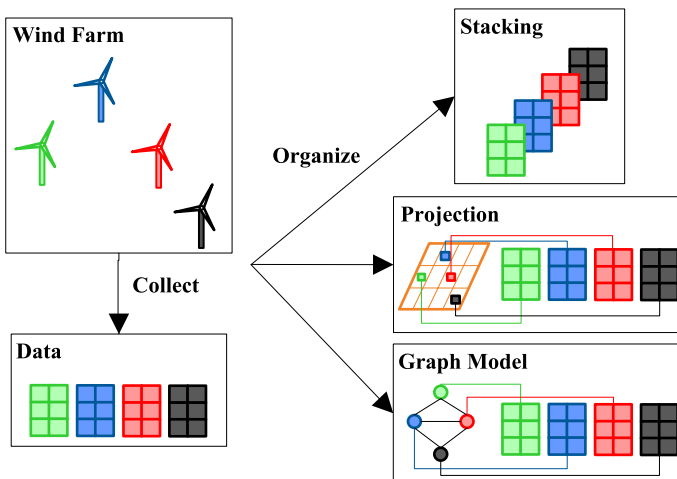 Wind Farm
Stacking
Organize
Projection
Collect
Data
Graph Model